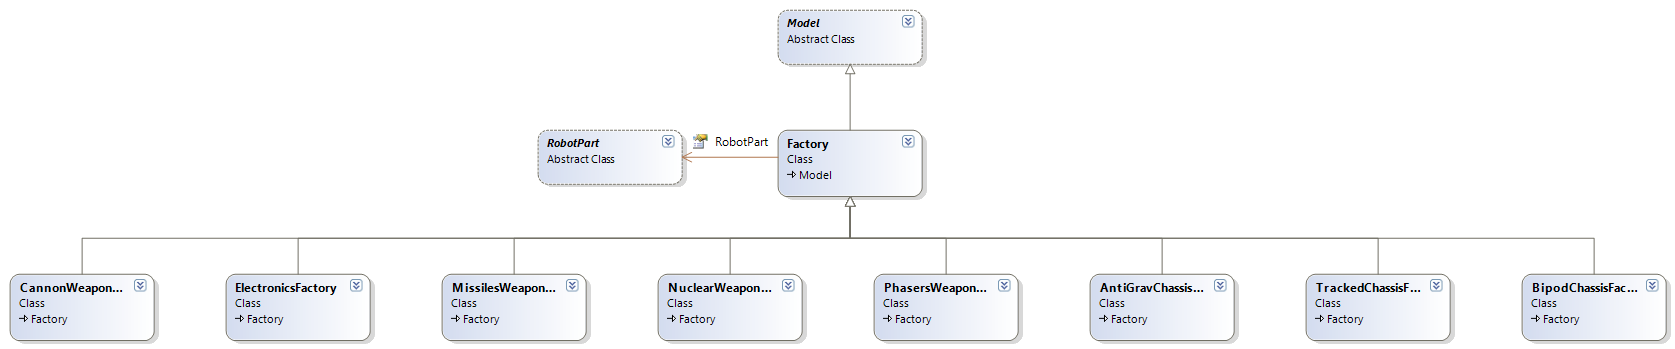 Model
Abstract Class
RobotPart
Abstract Class
RobotPart
Factory
Class
Model
CannonWeapon...
Class
Factory
ElectronicsFactory
Class
Factory
MissilesWeapon...
Class
Factory
NuclearWeapon...
Class
Factory
PhasersWeapon...
Class
Factory
AntiGravChassis...
Class
Factory
TrackedChassisF...
Class
Factory
BipodChassisFac...
Class
Factory